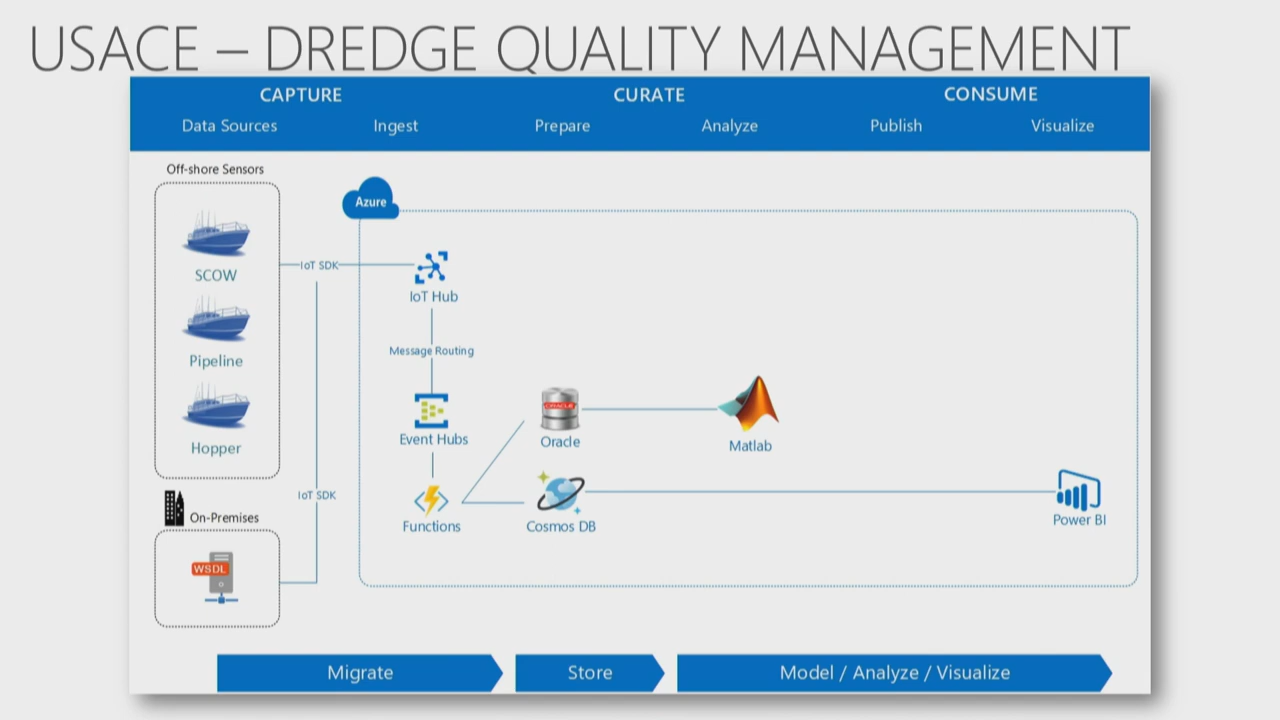 USACE – DREDGE QUALITY MANAGEMENT
CAPTURE CURATE CONSUME
Data Sources Ingest Prepare Analyze Publish Visualize
Off-shore Sensors
Azure
SCOW
IoT SDK
IoT Hub
Pipeline
Message Routing
Hopper
Event Hubs
ORACLE
Oracle
Matlab
IoT SDK
On-Premises
Functions
Cosmos DB
Power BI
WSDL
Migrate Store Model / Analyze / Visualize